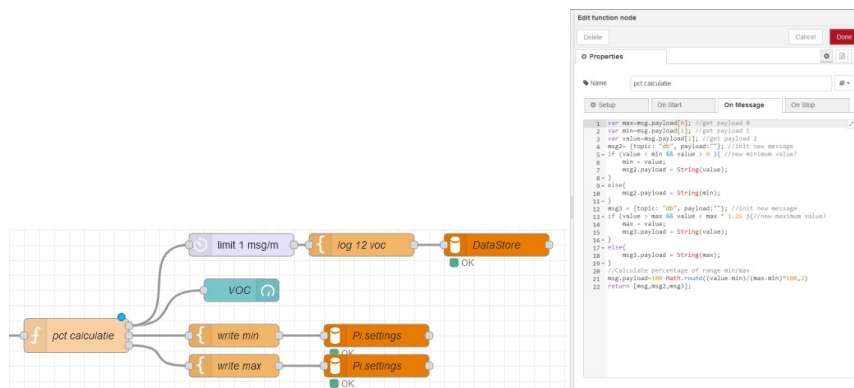 Edit function node
Delete
Cancel
Done
Properties
Name
pct calculatie
Setup
On Start
On Message
On Stop
1 var max=msg.payload[0]; //get payload 0
2 var min=msg.payload[1]; //get payload 1
3 var value=msg.payload[2]; //get payload 2
4 msg2= {topic: "db", payload:""}; //init new message
5 if (value < min && value > 0 ){ //new minimum value?
6 min = value;
7 msg2.payload = String(value);
8 }
9 else{
10 msg2.payload = String(min);
11 }
12 msg3 = {topic: "db", payload:""}; //init new message
13 if (value > max && value < max * 1.25 ){//new maximum value?
14 max = value;
15 msg3.payload = String(value);
16 }
17 else{
18 msg3.payload = String(max);
19 }
20 //Calculate percentage of range min/max
21 msg.payload=100-Math.round((value-min)/(max-min)*100,2)
22 return [msg,msg2,msg3];
limit 1 msg/m
log 12 voc
DataStore
OK
VOC
pct calculatie
write min
Pi.settings
OK
write max
Pi.settings
OK